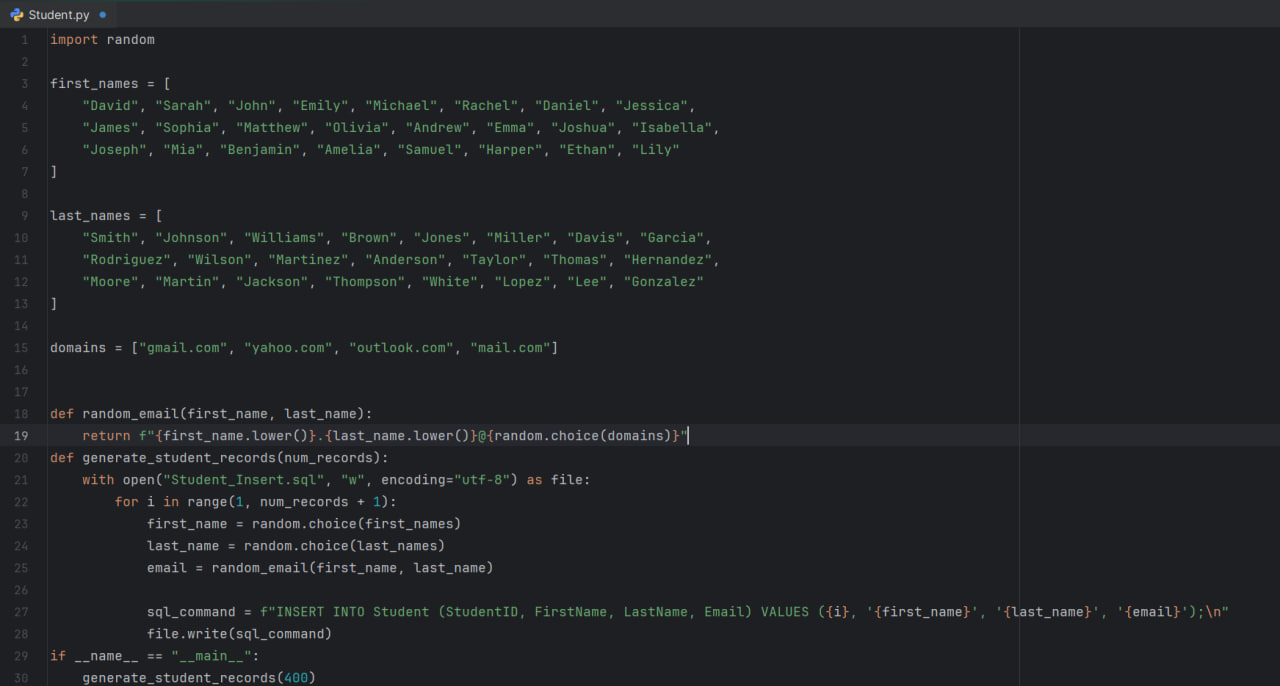 Student.py
1 import random
2
3 first_names = [
4     "David", "Sarah", "John", "Emily", "Michael", "Rachel", "Daniel", "Jessica",
5     "James", "Sophia", "Matthew", "Olivia", "Andrew", "Emma", "Joshua", "Isabella",
6     "Joseph", "Mia", "Benjamin", "Amelia", "Samuel", "Harper", "Ethan", "Lily"
7 ]
8
9 last_names = [
10     "Smith", "Johnson", "Williams", "Brown", "Jones", "Miller", "Davis", "Garcia",
11     "Rodriguez", "Wilson", "Martinez", "Anderson", "Taylor", "Thomas", "Hernandez",
12     "Moore", "Martin", "Jackson", "Thompson", "White", "Lopez", "Lee", "Gonzalez"
13 ]
14
15 domains = ["gmail.com", "yahoo.com", "outlook.com", "mail.com"]
16
17
18 def random_email(first_name, last_name):
19     return f"{first_name.lower()}.{last_name.lower()}@{random.choice(domains)}"
20 def generate_student_records(num_records):
21     with open("Student_Insert.sql", "w", encoding="utf-8") as file:
22         for i in range(1, num_records + 1):
23             first_name = random.choice(first_names)
24             last_name = random.choice(last_names)
25             email = random_email(first_name, last_name)
26
27             sql_command = f"INSERT INTO Student (StudentID, FirstName, LastName, Email) VALUES ({i}, '{first_name}', '{last_name}', '{email}');\n"
28             file.write(sql_command)
29 if __name__ == "__main__":
30     generate_student_records(400)